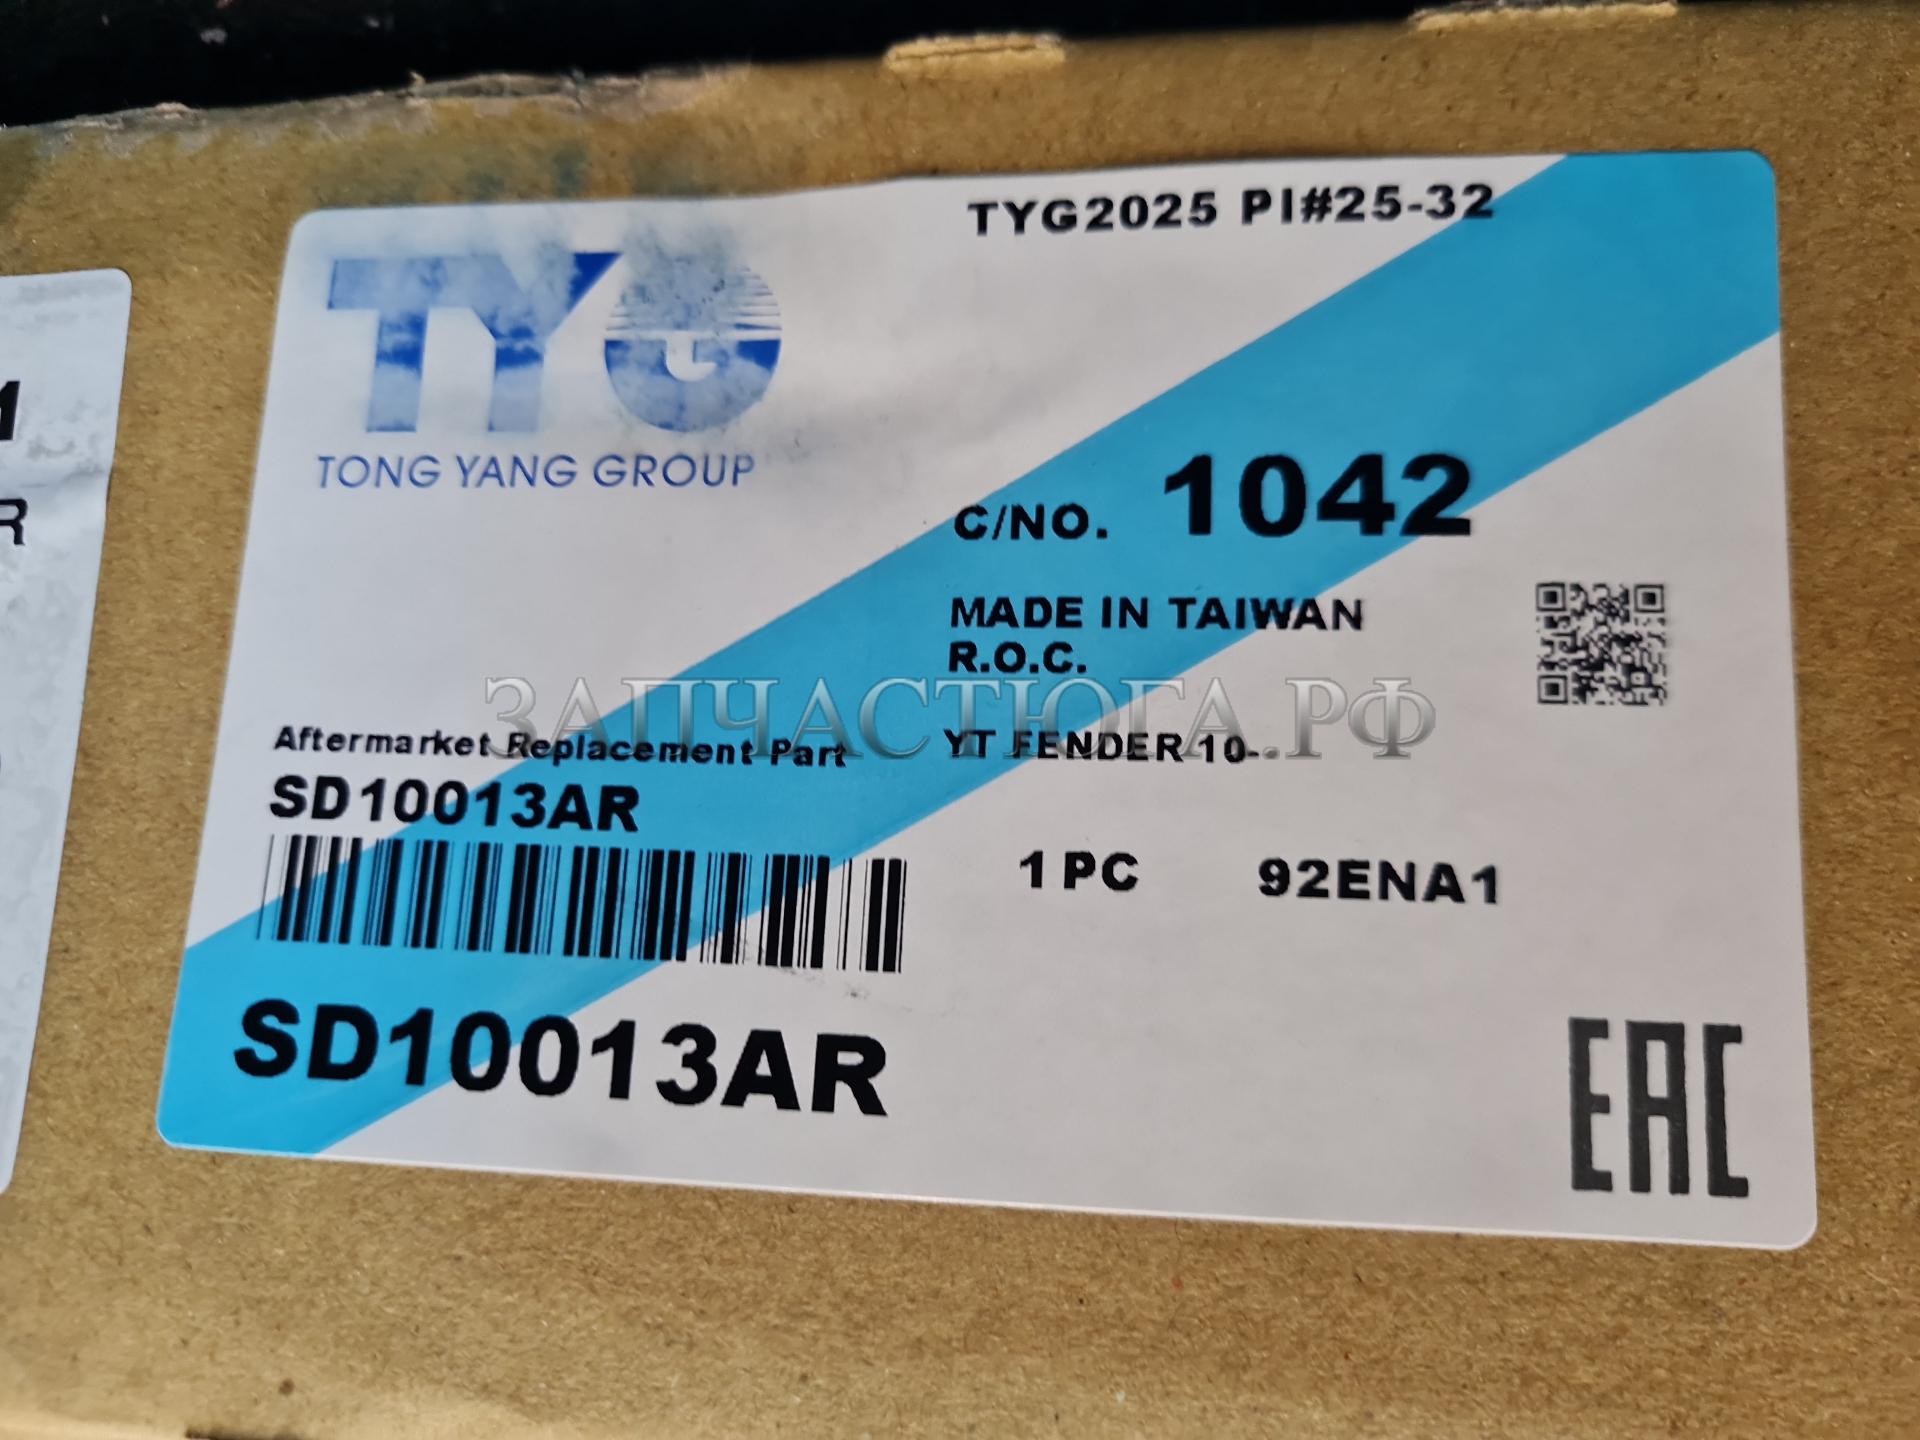 TYG2025 PI#25-32
TYG
TONG YANG GROUP
C/NO. 1042
MADE IN TAIWAN
R.O.C.
ЗАПЧАСТЮГА.РФ
Aftermarket Replacement Part
YT FENDER 10-
SD10013AR
1 PC 92ENA1
SD10013AR
EAC
R